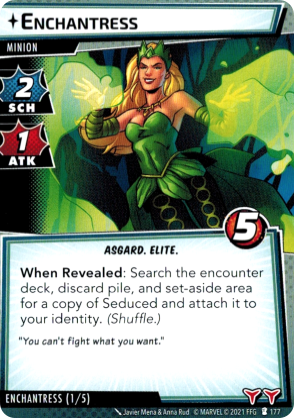 ENCHANTRESS
MINION
2
SCH
1
ATK
5
ASGARD. ELITE.
When Revealed: Search the encounter
deck, discard pile, and set-aside area
for a copy of Seduced and attach it to
your identity. (Shuffle.)
"You can't fight what you want."
ENCHANTRESS (1/5)
Javier Mena & Anna Rud. © MARVEL © 2021 FFG 177